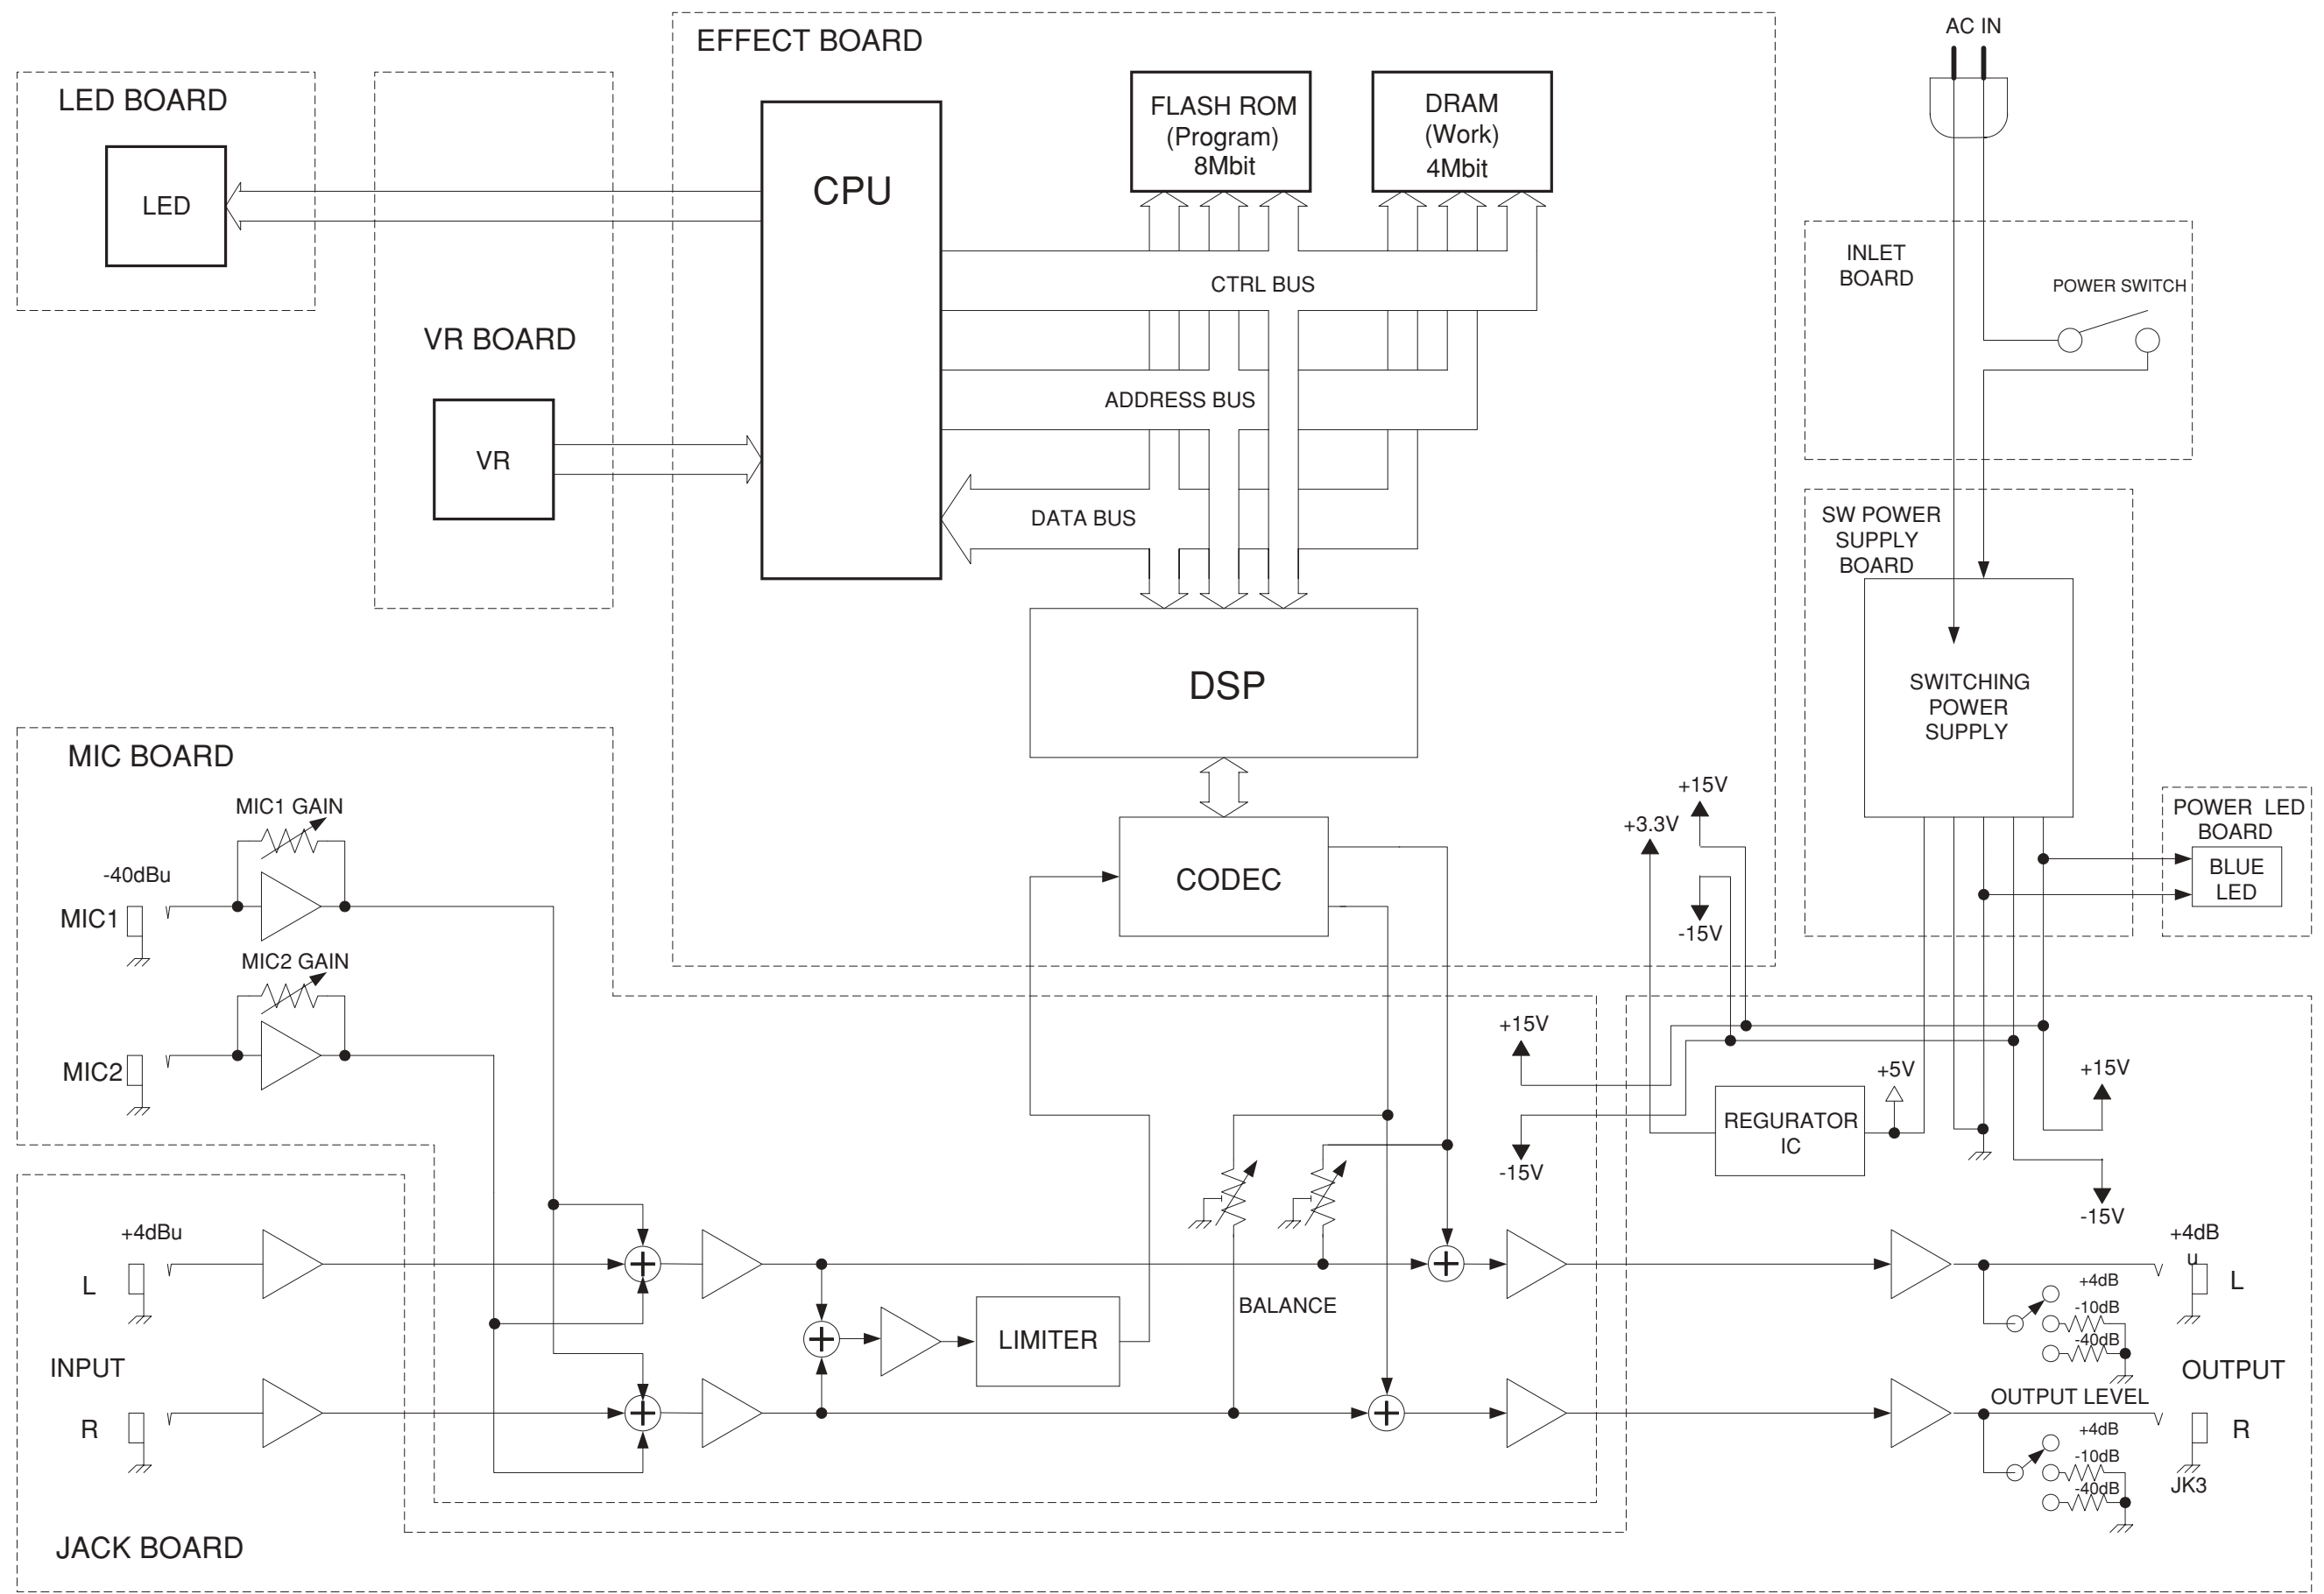 EFFECT BOARD
AC IN
LED BOARD
LED
FLASH ROM
(Program)
8Mbit
DRAM
(Work)
4Mbit
CPU
INLET
BOARD
POWER SWITCH
CTRL BUS
VR BOARD
VR
ADDRESS BUS
DATA BUS
SW POWER
SUPPLY
BOARD
DSP
SWITCHING
POWER
SUPPLY
MIC BOARD
MIC1 GAIN
-40dBu
MIC1
MIC2 GAIN
MIC2
CODEC
+15V
+3.3V
-15V
POWER LED
BOARD
BLUE
LED
+15V
-15V
+5V
REGURATOR
IC
+15V
-15V
+4dBu
L
INPUT
R
BALANCE
LIMITER
+4dB
u
L
+4dB
-10dB
-40dB
OUTPUT
OUTPUT LEVEL
+4dB
-10dB
-40dB
R
JK3
JACK BOARD